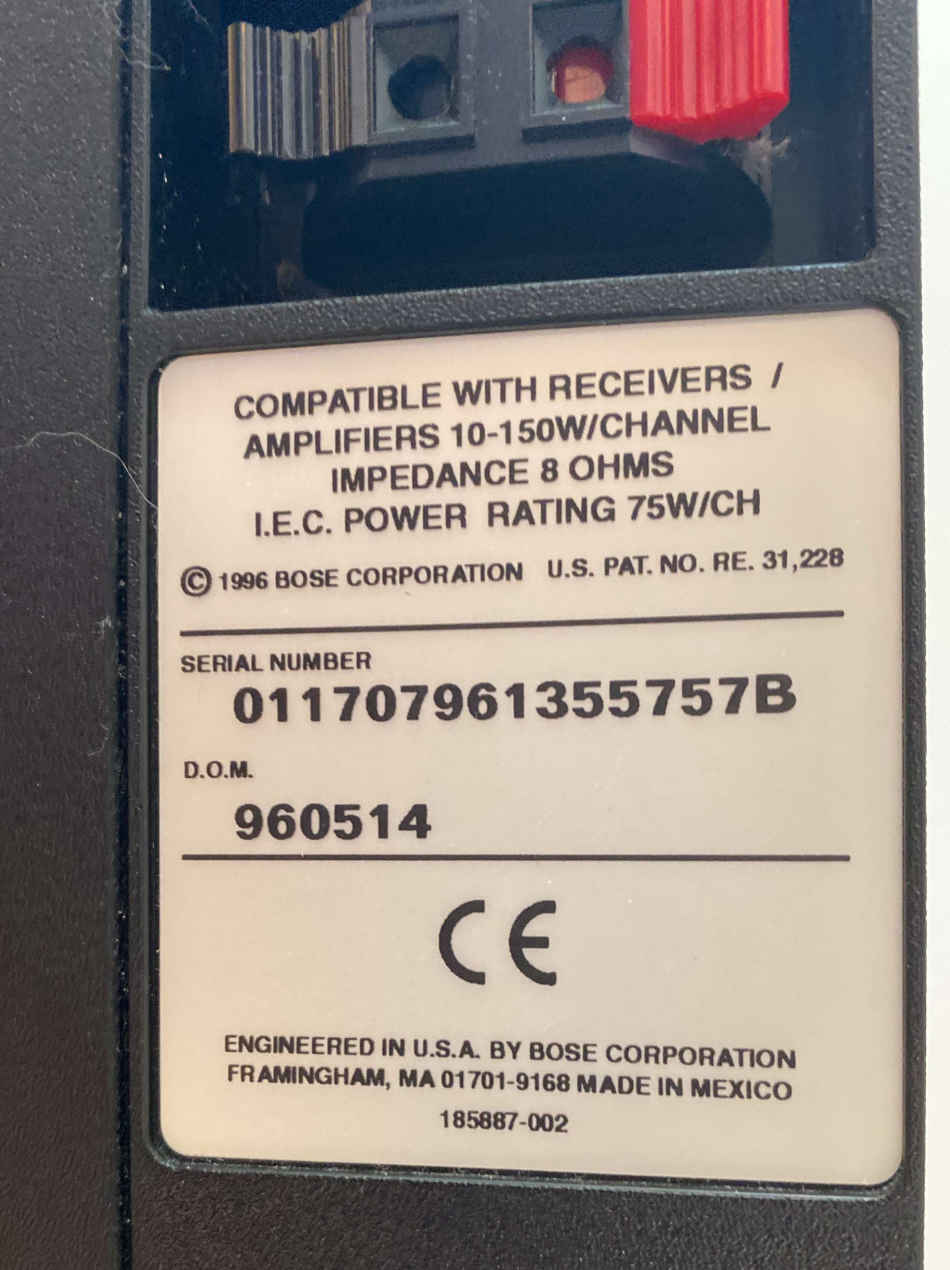 COMPATIBLE WITH RECEIVERS /
AMPLIFIERS 10-150W/CHANNEL
IMPEDANCE 8 OHMS
I.E.C. POWER RATING 75W/CH
© 1996 BOSE CORPORATION U.S. PAT. NO. RE. 31,228
SERIAL NUMBER
011707961355757B
D.O.M.
960514
CE
ENGINEERED IN U.S.A. BY BOSE CORPORATION
FRAMINGHAM, MA 01701-9168 MADE IN MEXICO
185887-002